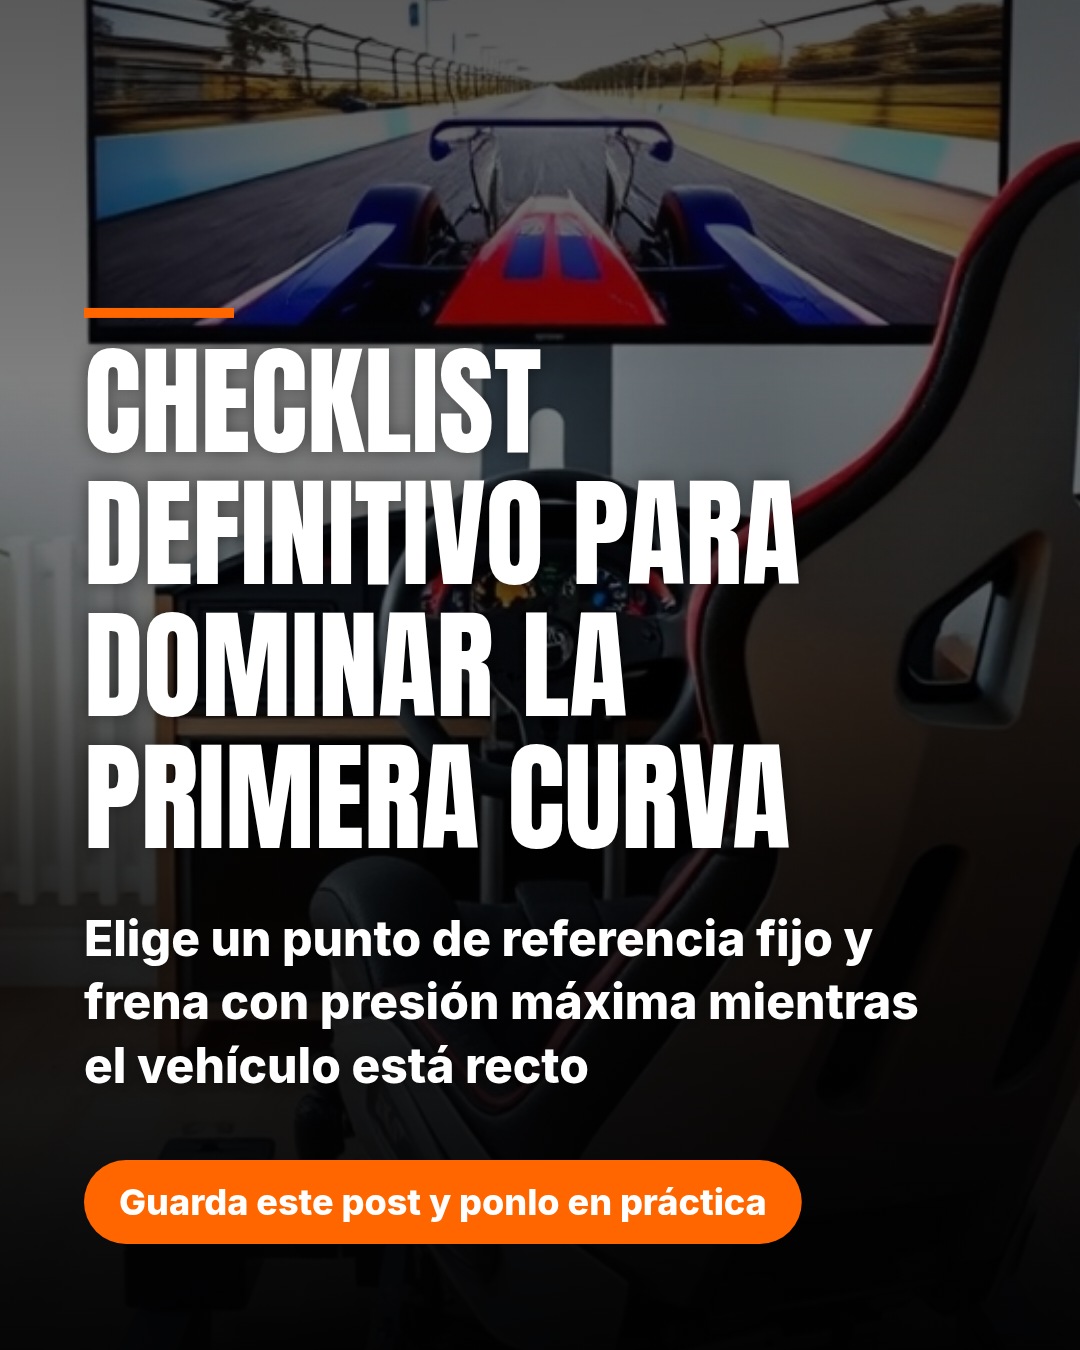 CHECKLIST
DEFINITIVO PARA
DOMINAR LA
PRIMERA CURVA
Elige un punto de referencia fijo y
frena con presión máxima mientras
el vehículo está recto
Guarda este post y ponlo en práctica